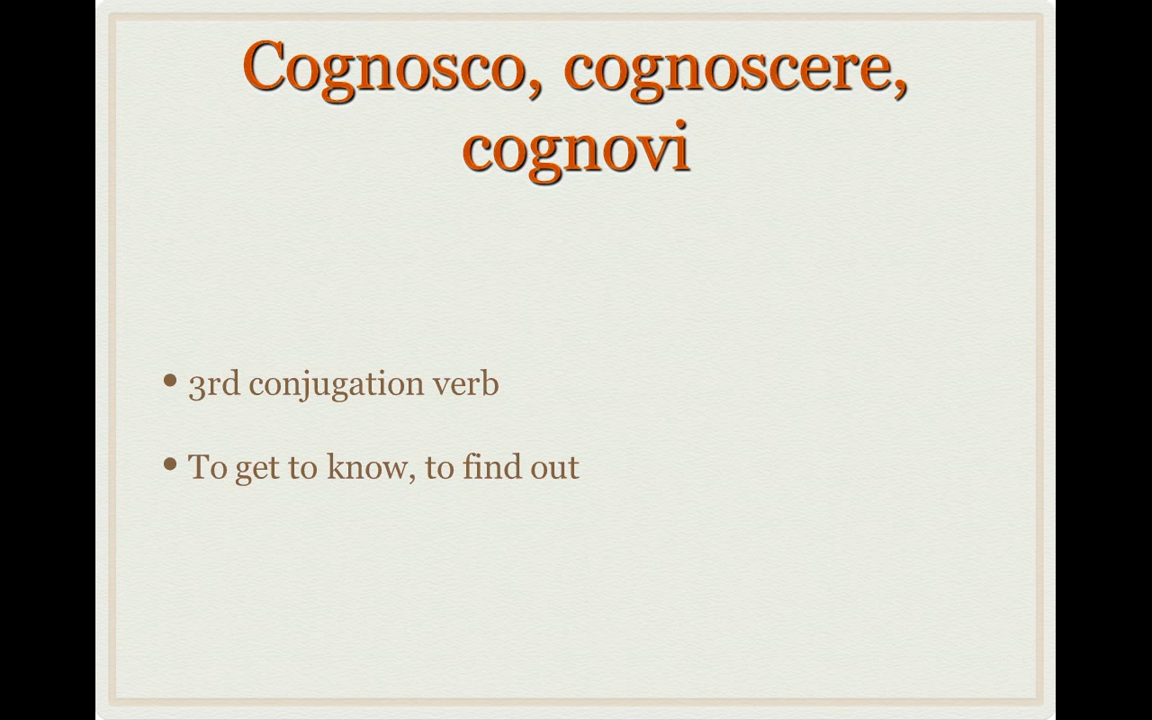 Cognosco, cognoscere,
cognovi
• 3rd conjugation verb
• To get to know, to find out